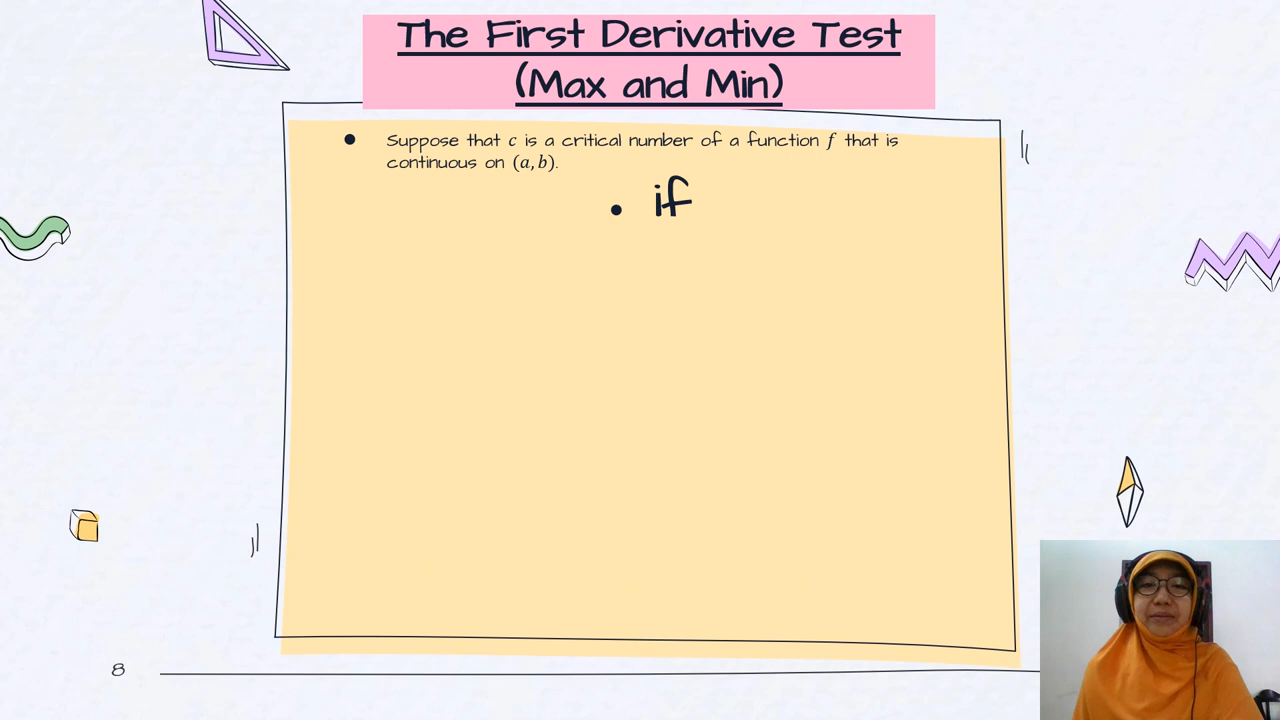 The First Derivative Test
(Max and Min)
● Suppose that c is a critical number of a function f that is
continuous on (a, b).
• if
8